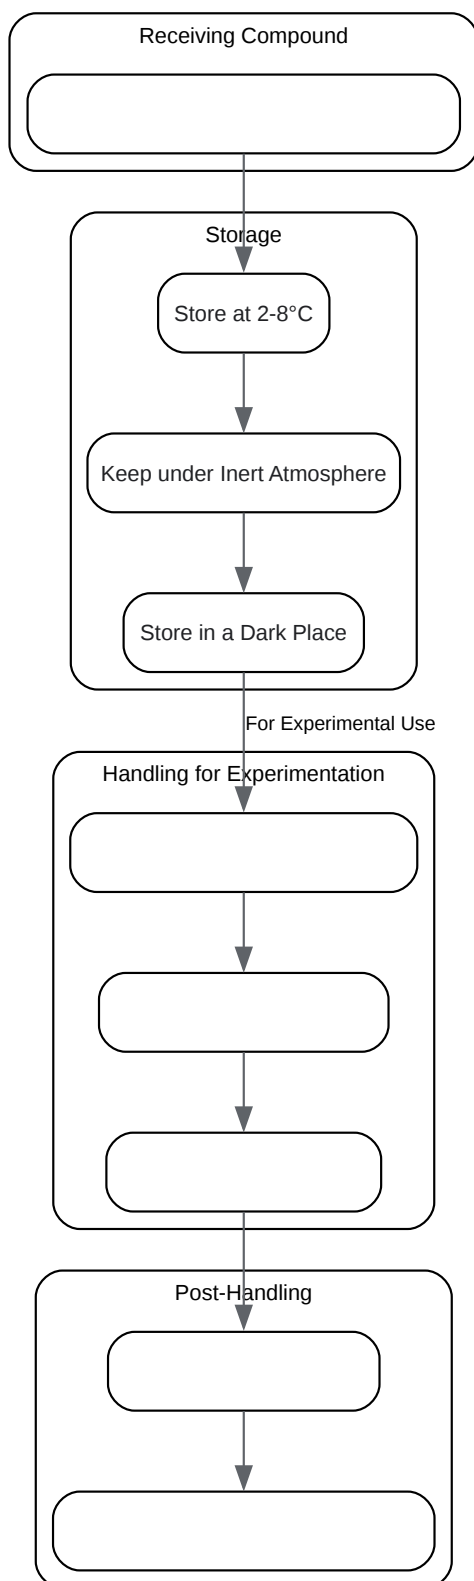 Receiving Compound
Storage
Store at 2-8°C
Keep under Inert Atmosphere
Store in a Dark Place
For Experimental Use
Handling for Experimentation
Post-Handling